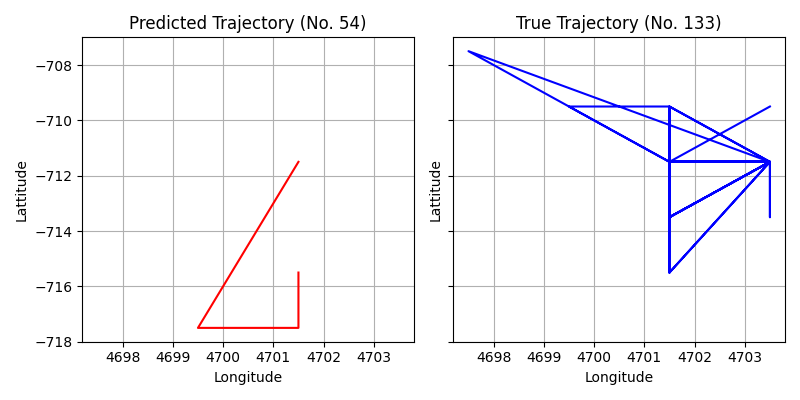 Predicted Trajectory (No. 54)
True Trajectory (No. 133)
Lattitude
−708
−710
−712
−714
−716
−718
4698 4699 4700 4701 4702 4703
Longitude
Lattitude
4698 4699 4700 4701 4702 4703
Longitude